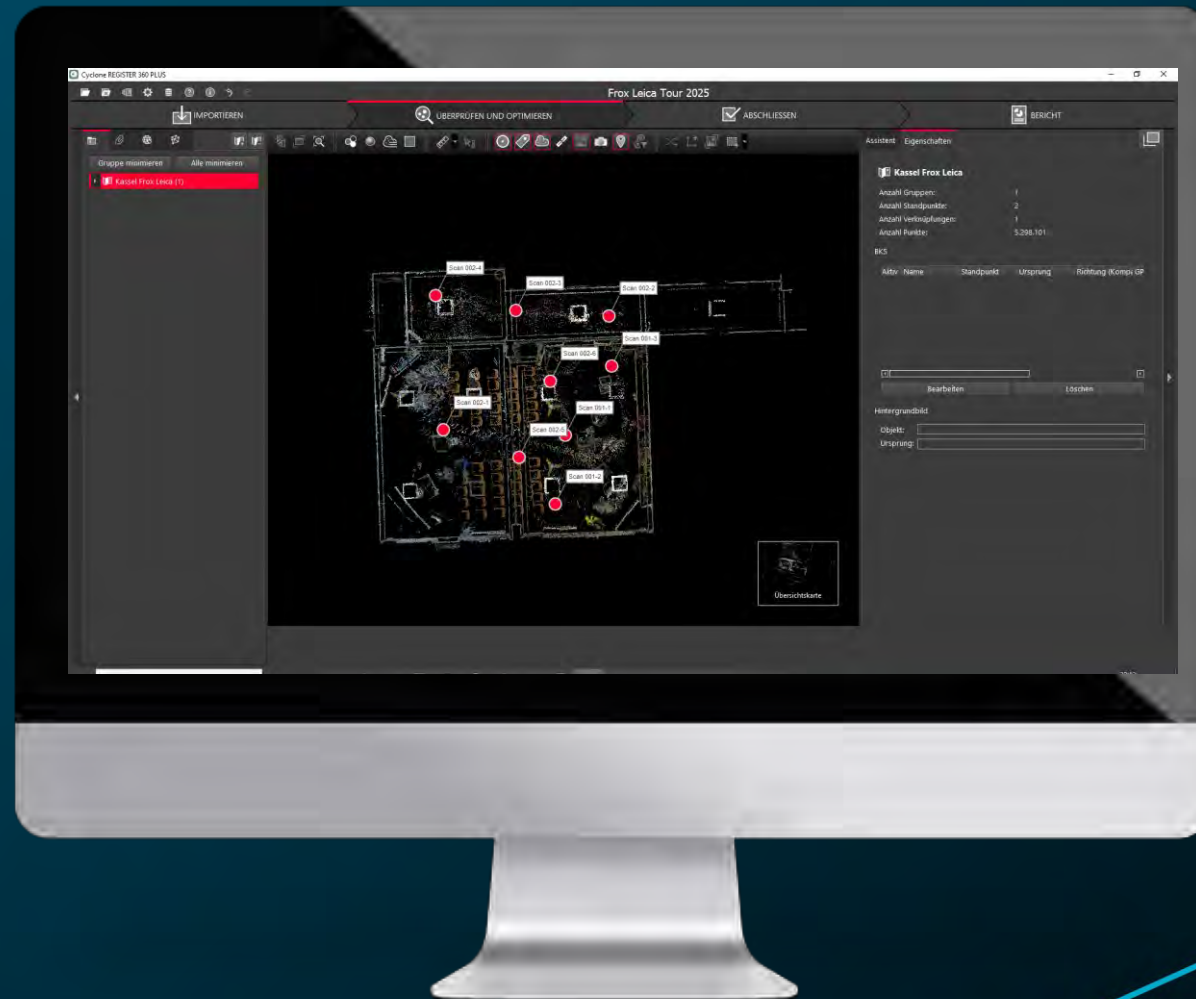 Cyclone REGISTER 360 PLUS
Frox Leica Tour 2025
IMPORTIEREN
ÜBERPRÜFEN UND OPTIMIEREN
ABSCHLIESSEN
BERICHT
Gruppe minimieren Alle minimieren
Kassel Frox Leica (1)
Scan 002-4
Scan 002-3
Scan 002-2
Scan 001-3
Scan 002-6
Scan 002-1
Scan 001-1
Scan 002-5
Scan 001-2
Übersichtskarte
Assistent Eigenschaften
Kassel Frox Leica
Anzahl Gruppen: 1
Anzahl Standpunkte: 2
Anzahl Verknüpfungen: 1
Anzahl Punkte: 5.298.101
BKS
Aktiv Name Standpunkt Ursprung Richtung (Kompa GP
Bearbeiten Löschen
Hintergrundbild
Objekt:
Ursprung: